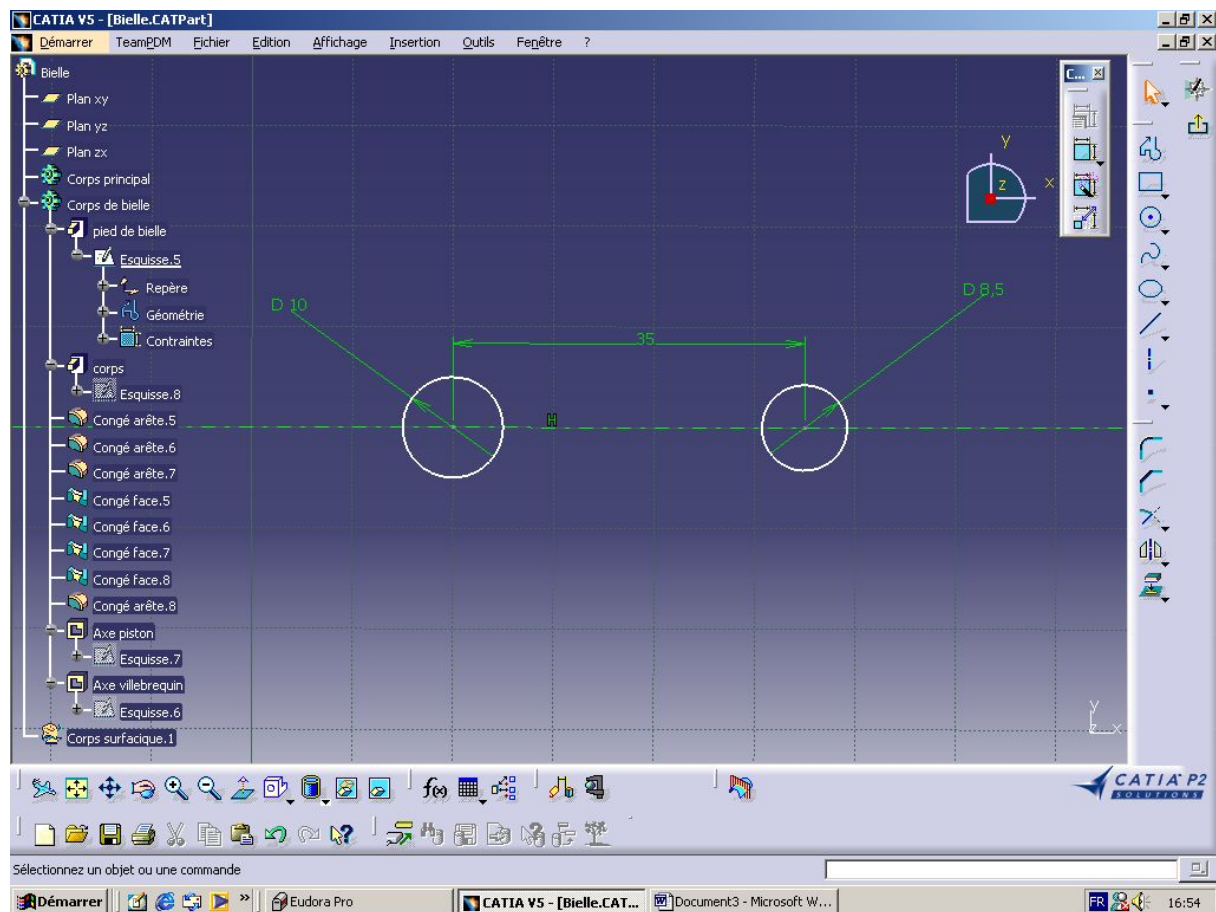 CATIA V5 - [Bielle.CATPart]
Démarrer TeamPDM Fichier Edition Affichage Insertion Outils Fenêtre ?
Bielle
Plan xy
Plan yz
Plan zx
Corps principal
Corps de bielle
pied de bielle
Esquisse.5
Repère
Géométrie
Contraintes
corps
Esquisse.8
Congé arête.5
Congé arête.6
Congé arête.7
Congé face.5
Congé face.6
Congé face.7
Congé face.8
Congé arête.8
Axe piston
Esquisse.7
Axe villebrequin
Esquisse.6
Corps surfacique.1
D 10
35
D 8,5
H
C...
y
z
x
y
z x
f(x)
CATIA P2
SOLUTIONS
Sélectionnez un objet ou une commande
Démarrer
»
Eudora Pro
CATIA V5 - [Bielle.CAT...
Document3 - Microsoft W...
FR
16:54